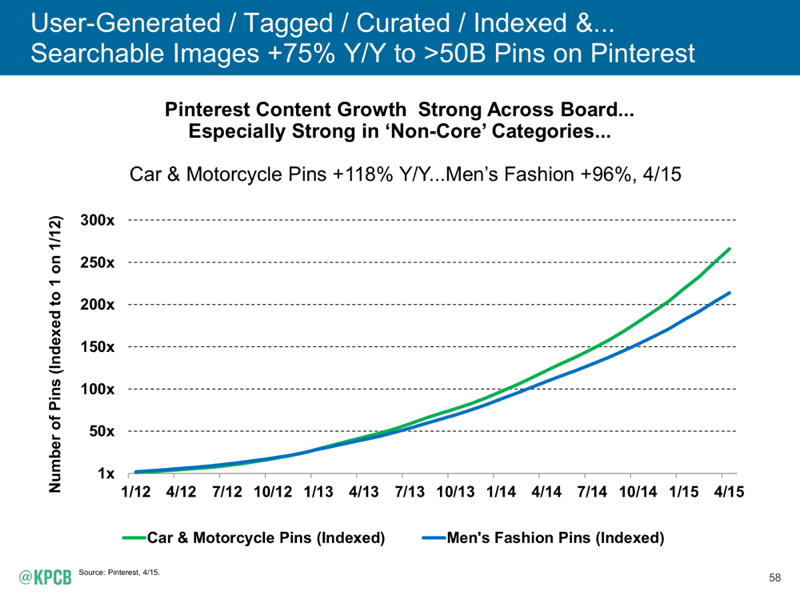 User-Generated / Tagged / Curated / Indexed &...
Searchable Images +75% Y/Y to >50B Pins on Pinterest
Pinterest Content Growth Strong Across Board...
Especially Strong in ‘Non-Core’ Categories...
Car & Motorcycle Pins +118% Y/Y...Men’s Fashion +96%, 4/15
Number of Pins (Indexed to 1 on 1/12)
300x
250x
200x
150x
100x
50x
1x
1/12 4/12 7/12 10/12 1/13 4/13 7/13 10/13 1/14 4/14 7/14 10/14 1/15 4/15
Car & Motorcycle Pins (Indexed) Men's Fashion Pins (Indexed)
@KPCB Source: Pinterest, 4/15. 58